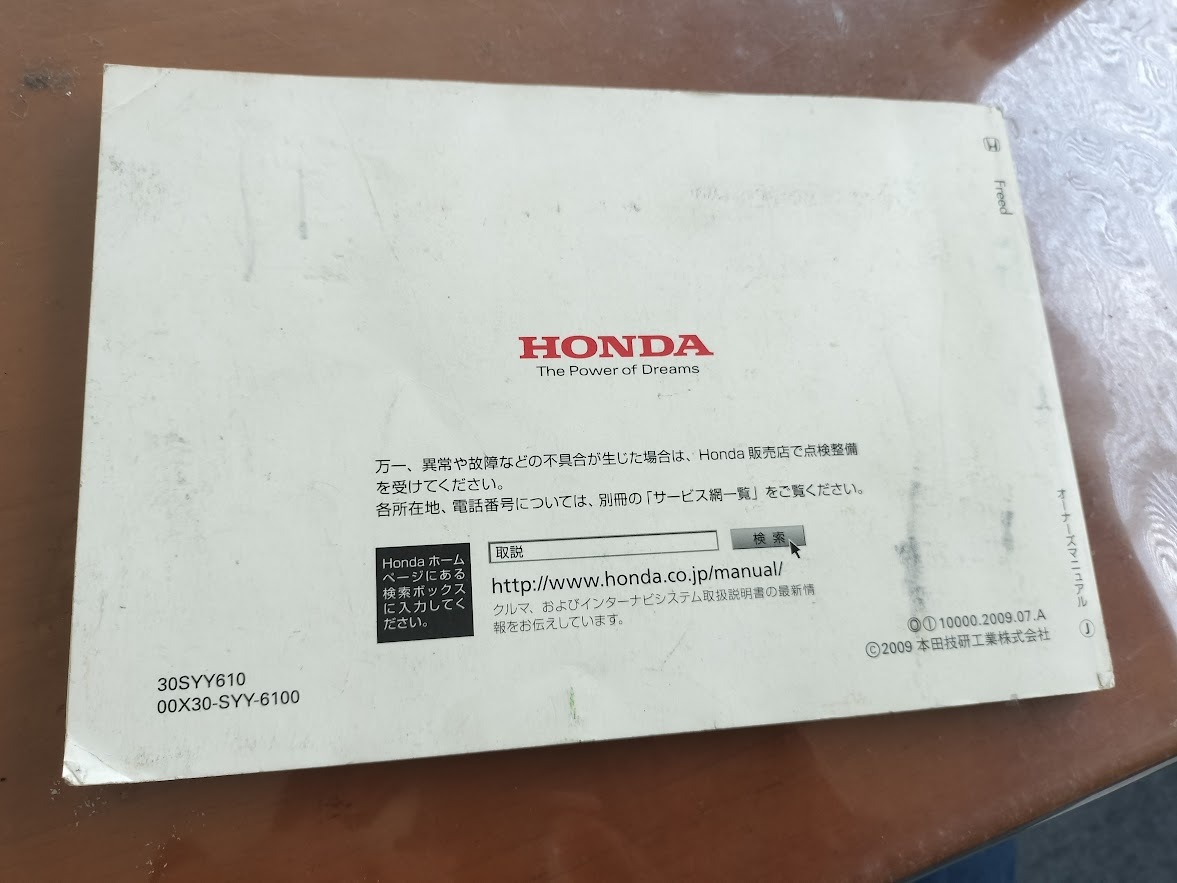 HONDA
The Power of Dreams
万一、異常や故障などの不具合が生じた場合は、Honda 販売店で点検整備
を受けてください。
各所在地、電話番号については、別冊の「サービス網一覧」をご覧ください。
Honda ホーム
ページにある
検索ボックス
に入力してく
ださい。
取説
検 索
http://www.honda.co.jp/manual/
クルマ、およびインターナビシステム取扱説明書の最新情
報をお伝えしています。
30SYY610
00X30-SYY-6100
Ⓞ① 10000.2009.07.A
©2009 本田技研工業株式会社
Freed
オーナーズマニュアル
Ⓙ